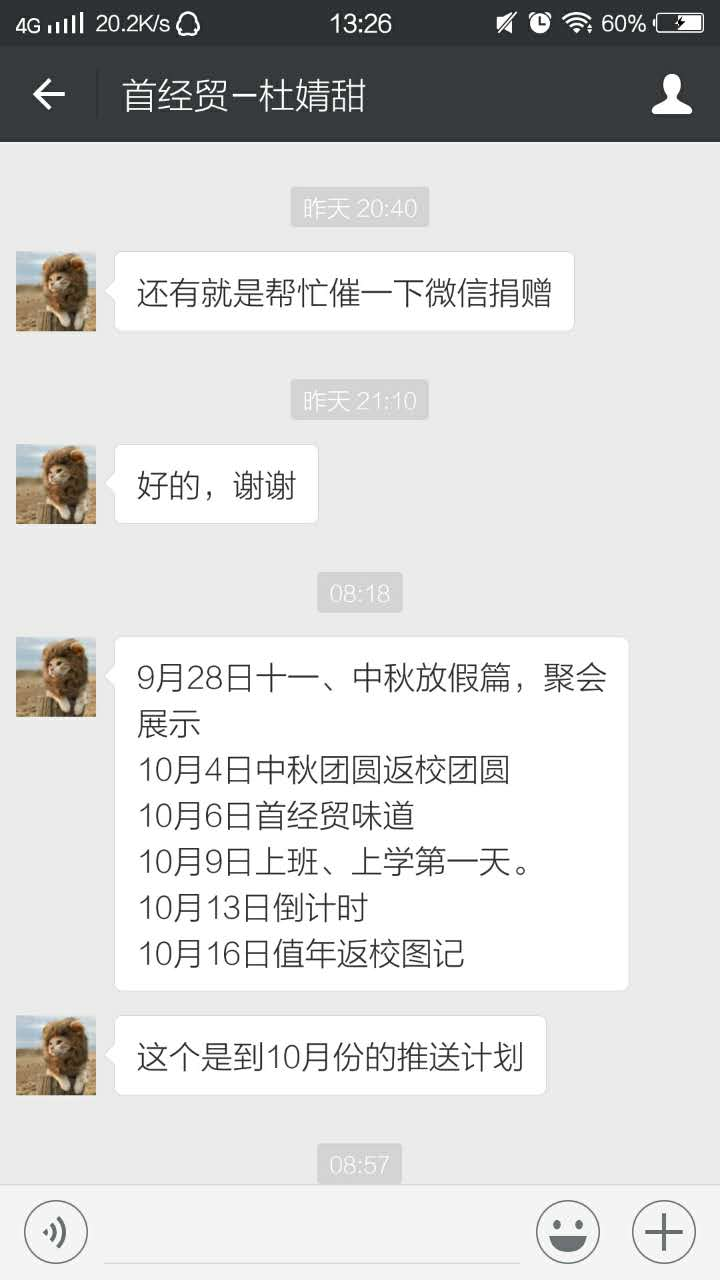 4G 20.2K/s 13:26 60%
首经贸–杜婧甜
昨天 20:40
还有就是帮忙催一下微信捐赠
昨天 21:10
好的，谢谢
08:18
9月28日十一、中秋放假篇，聚会
展示
10月4日中秋团圆返校团圆
10月6日首经贸味道
10月9日上班、上学第一天。
10月13日倒计时
10月16日值年返校图记
这个是到10月份的推送计划
08:57